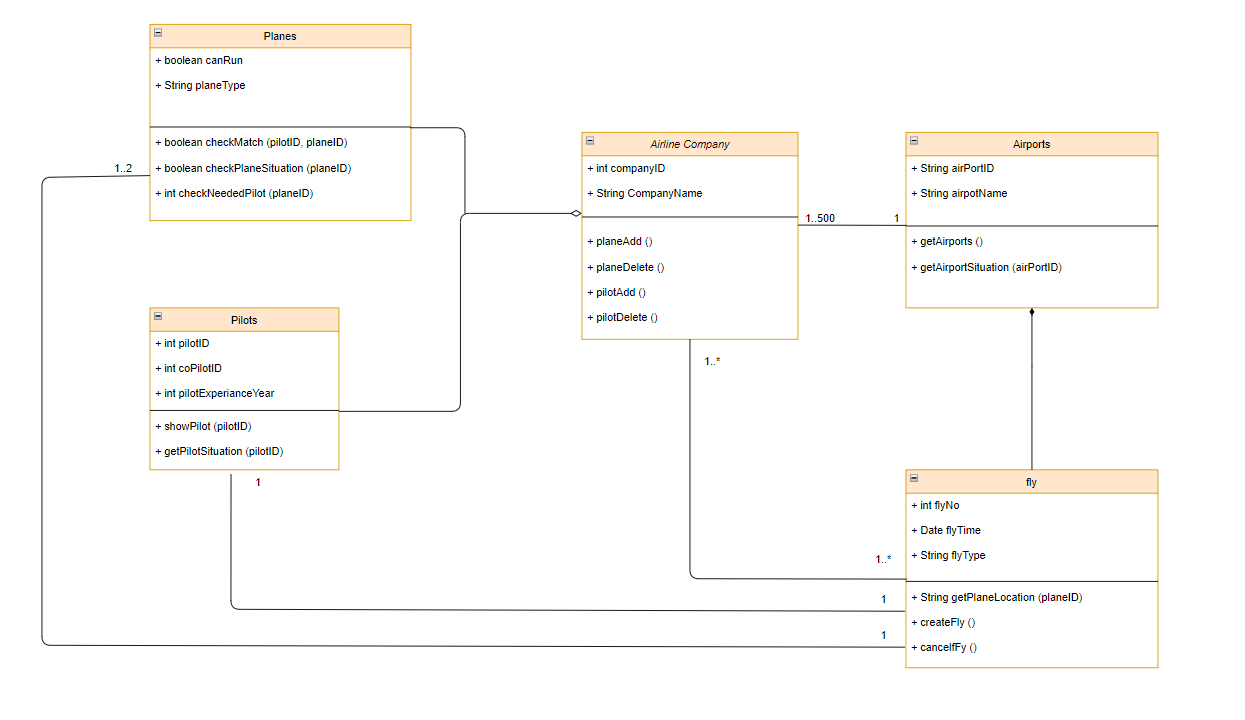 Planes
+ boolean canRun
+ String planeType
+ boolean checkMatch (pilotID, planeID)
+ boolean checkPlaneSituation (planeID)
+ int checkNeededPilot (planeID)
1..2
Airline Company
+ int companyID
+ String CompanyName
+ planeAdd ()
+ planeDelete ()
+ pilotAdd ()
+ pilotDelete ()
1..500
1
Airports
+ String airPortID
+ String airpotName
+ getAirports ()
+ getAirportSituation (airPortID)
Pilots
+ int pilotID
+ int coPilotID
+ int pilotExperianceYear
+ showPilot (pilotID)
+ getPilotSituation (pilotID)
1
1..*
1..*
1
1
fly
+ int flyNo
+ Date flyTime
+ String flyType
+ String getPlaneLocation (planeID)
+ createFly ()
+ cancelfFy ()